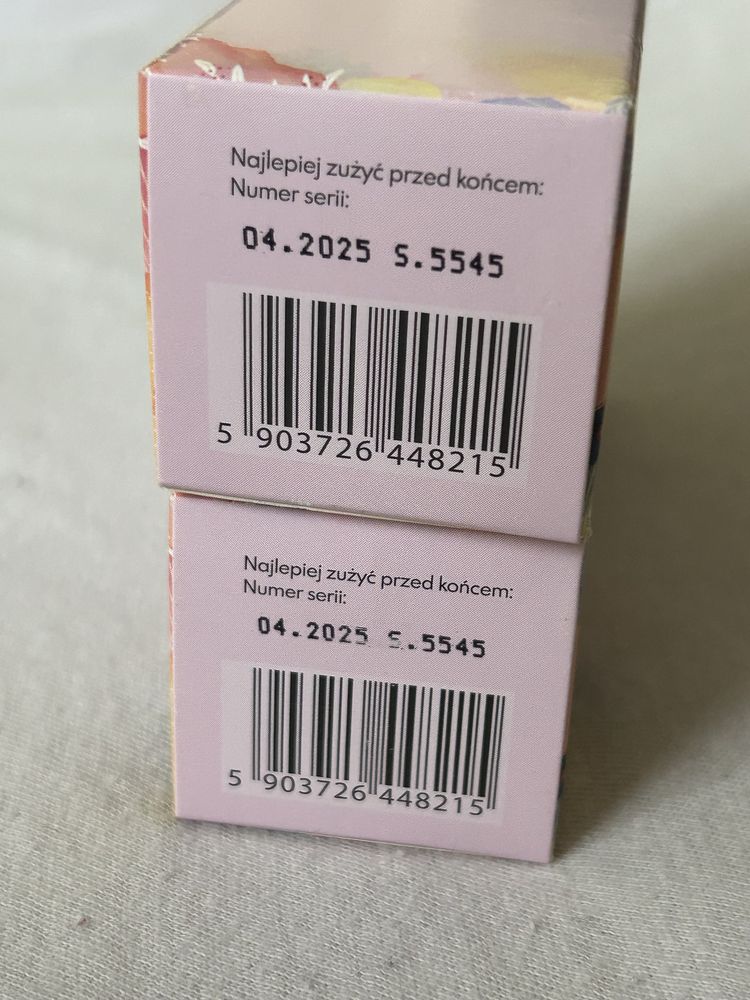 Najlepiej zużyć przed końcem:
Numer serii:
04.2025 S.5545
5 903726 448215
Najlepiej zużyć przed końcem:
Numer serii:
04.2025 S.5545
5 903726 448215